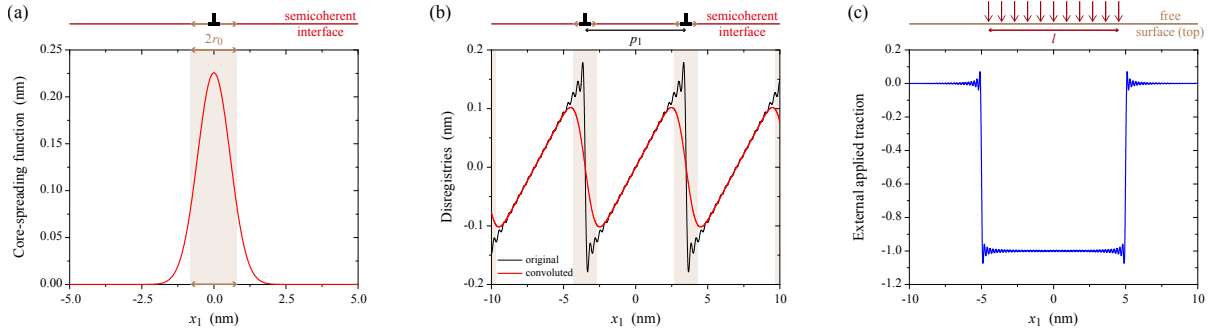 (a)
semicoherent
interface
2r₀
Core-spreading function (nm)
0.25
0.20
0.15
0.10
0.05
0.00
-5.0
-2.5
0.0
2.5
5.0
x₁ (nm)
(b)
semicoherent
interface
p₁
Disregistries (nm)
0.2
0.1
0.0
-0.1
-0.2
original
convoluted
-10
-5
0
5
10
x₁ (nm)
(c)
free
surface (top)
l
External applied traction
0.2
0.0
-0.2
-0.4
-0.6
-0.8
-1.0
-1.2
-10
-5
0
5
10
x₁ (nm)